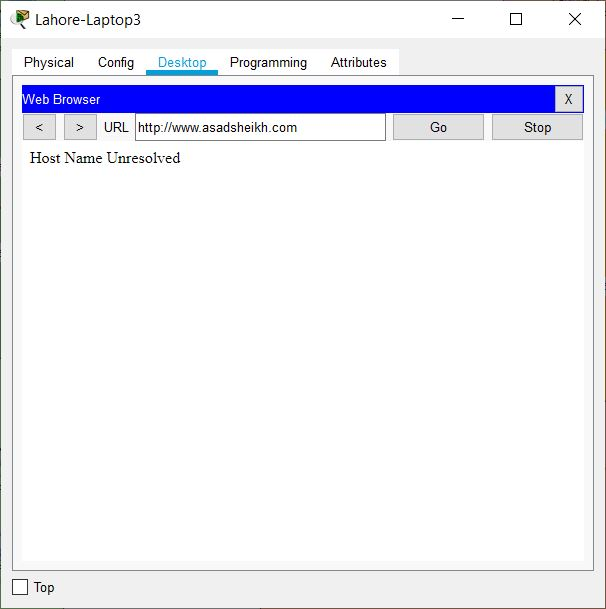 Lahore-Laptop3
Physical Config Desktop Programming Attributes
Web Browser X
< > URL http://www.asadsheikh.com Go Stop
Host Name Unresolved
Top